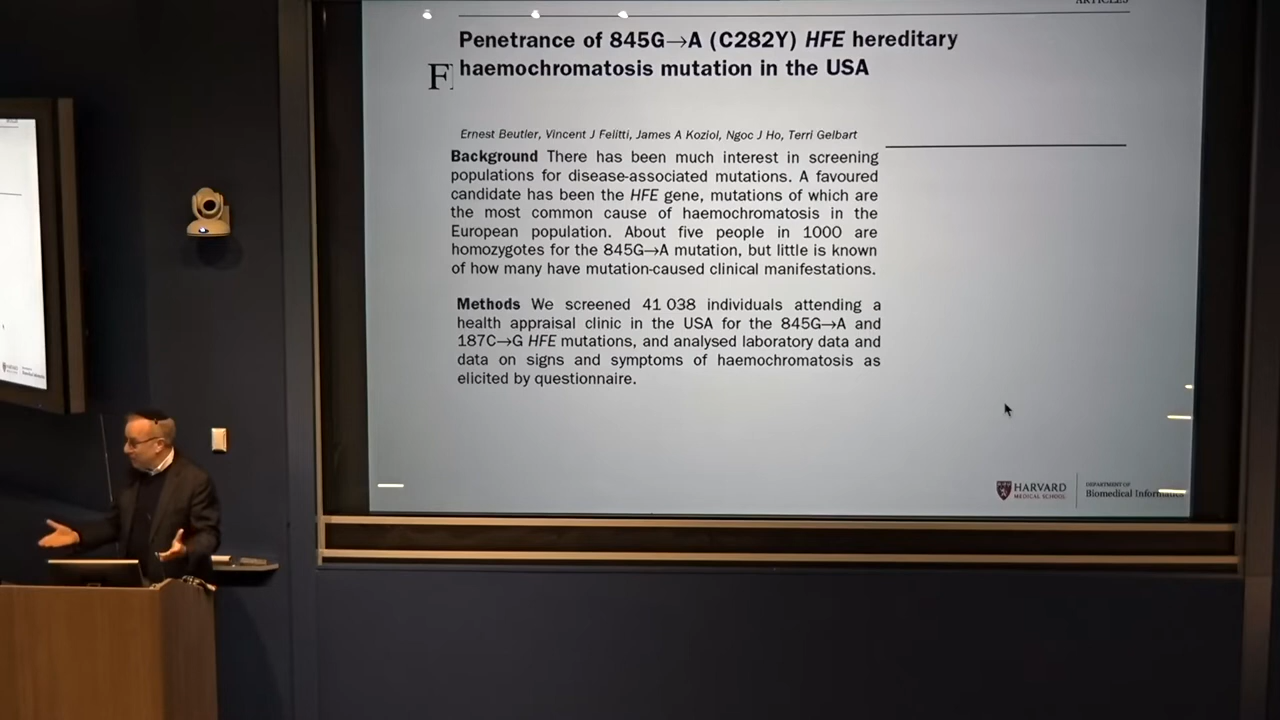 ARTICLES
Penetrance of 845G→A (C282Y) HFE hereditary
haemochromatosis mutation in the USA
F
Ernest Beutler, Vincent J Felitti, James A Koziol, Ngoc J Ho, Terri Gelbart
Background There has been much interest in screening
populations for disease-associated mutations. A favoured
candidate has been the HFE gene, mutations of which are
the most common cause of haemochromatosis in the
European population. About five people in 1000 are
homozygotes for the 845G→A mutation, but little is known
of how many have mutation-caused clinical manifestations.
Methods We screened 41 038 individuals attending a
health appraisal clinic in the USA for the 845G→A and
187C→G HFE mutations, and analysed laboratory data and
data on signs and symptoms of haemochromatosis as
elicited by questionnaire.
HARVARD
MEDICAL SCHOOL
DEPARTMENT OF
Biomedical Informatics